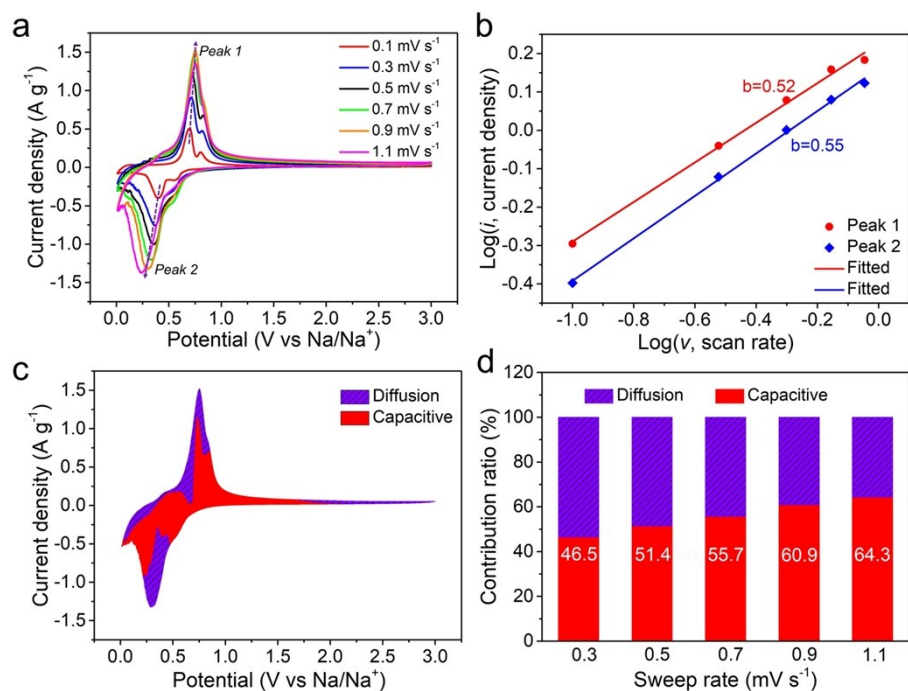 a
Peak 1
0.1 mV s⁻¹
0.3 mV s⁻¹
0.5 mV s⁻¹
0.7 mV s⁻¹
0.9 mV s⁻¹
1.1 mV s⁻¹
Peak 2
1.5
1.0
0.5
0.0
-0.5
-1.0
-1.5
Current density (A g⁻¹)
0.0 0.5 1.0 1.5 2.0 2.5 3.0
Potential (V vs Na/Na⁺)
b
b=0.52
b=0.55
Peak 1
Peak 2
Fitted
Fitted
0.2
0.1
0.0
-0.1
-0.2
-0.3
-0.4
Log(i, current density)
-1.0 -0.8 -0.6 -0.4 -0.2 0.0
Log(v, scan rate)
c
Diffusion
Capacitive
1.5
1.0
0.5
0.0
-0.5
-1.0
-1.5
Current density (A g⁻¹)
0.0 0.5 1.0 1.5 2.0 2.5 3.0
Potential (V vs Na/Na⁺)
d
Diffusion Capacitive
120
100
80
60
40
20
0
Contribution ratio (%)
46.5 51.4 55.7 60.9 64.3
0.3 0.5 0.7 0.9 1.1
Sweep rate (mV s⁻¹)